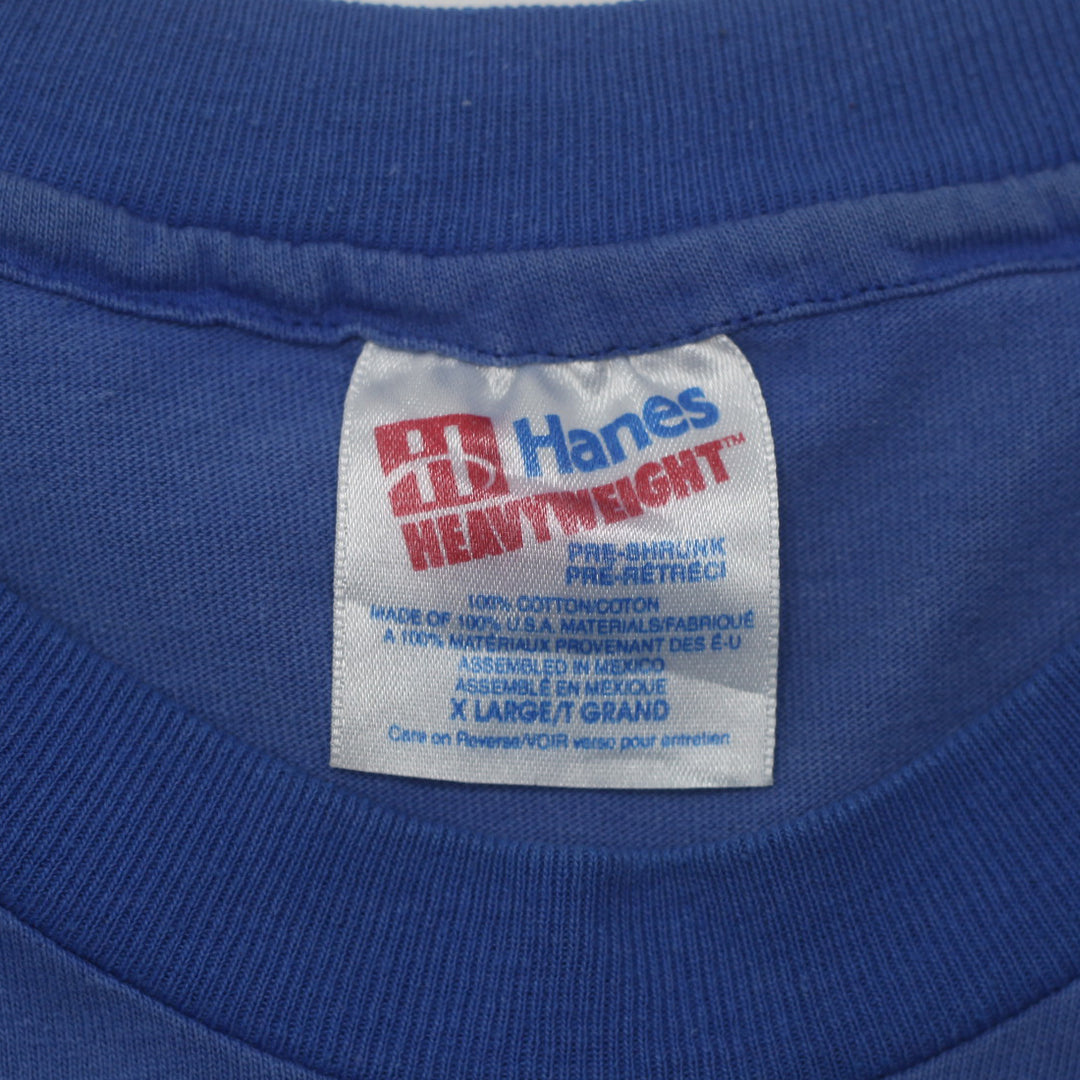 Hanes
HEAVYWEIGHT™
PRE-SHRUNK
PRE-RÉTRÉCI
100% COTTON/COTON
MADE OF 100% U.S.A. MATERIALS/FABRIQUÉ
A 100% MATÉRIAUX PROVENANT DES É-U
ASSEMBLED IN MEXICO
ASSEMBLÉ EN MEXIQUE
X LARGE/T GRAND
Care on Reverse/VOIR verso pour entretien